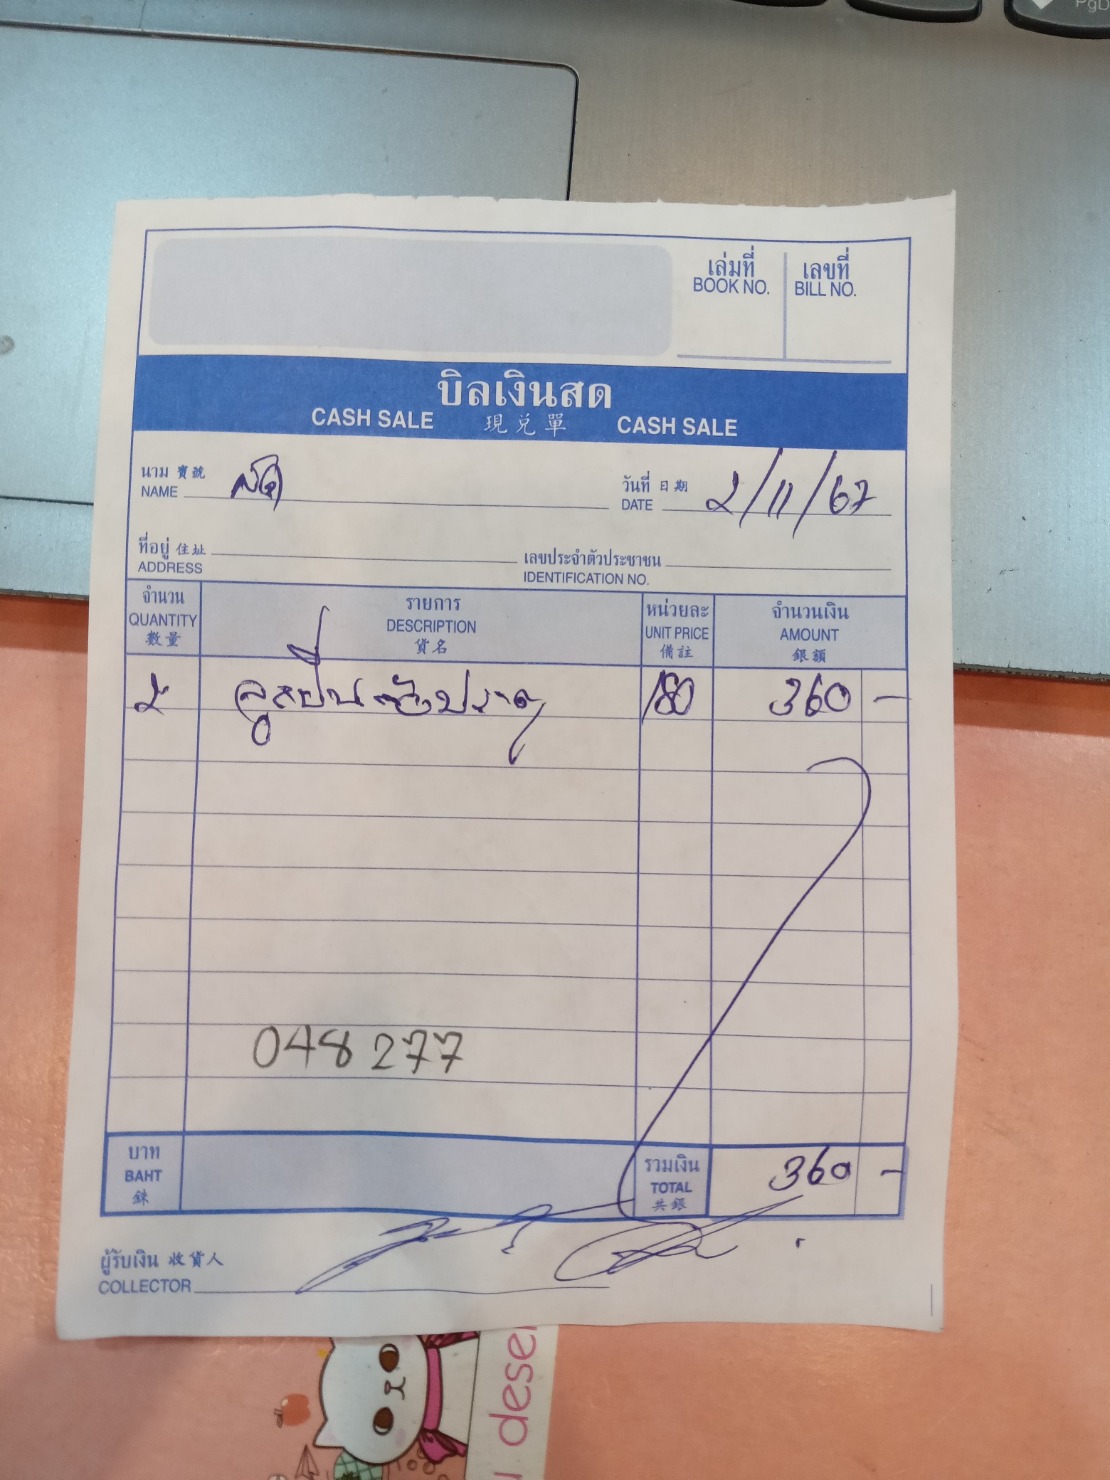 PgD
เล่มที่ เลขที่
BOOK NO. BILL NO.
บิลเงินสด
CASH SALE 現兌單 CASH SALE
นาม 寶號 สด วันที่ 日期 2/11/67
NAME DATE
ที่อยู่ 住址 เลขประจำตัวประชาชน
ADDRESS IDENTIFICATION NO.
จำนวน รายการ หน่วยละ จำนวนเงิน
QUANTITY DESCRIPTION UNIT PRICE AMOUNT
數量 貨名 備註 銀額
2 180 360 -
048277
บาท รวมเงิน 360 -
BAHT TOTAL
銖 共銀
ผู้รับเงิน 收貨人
COLLECTOR